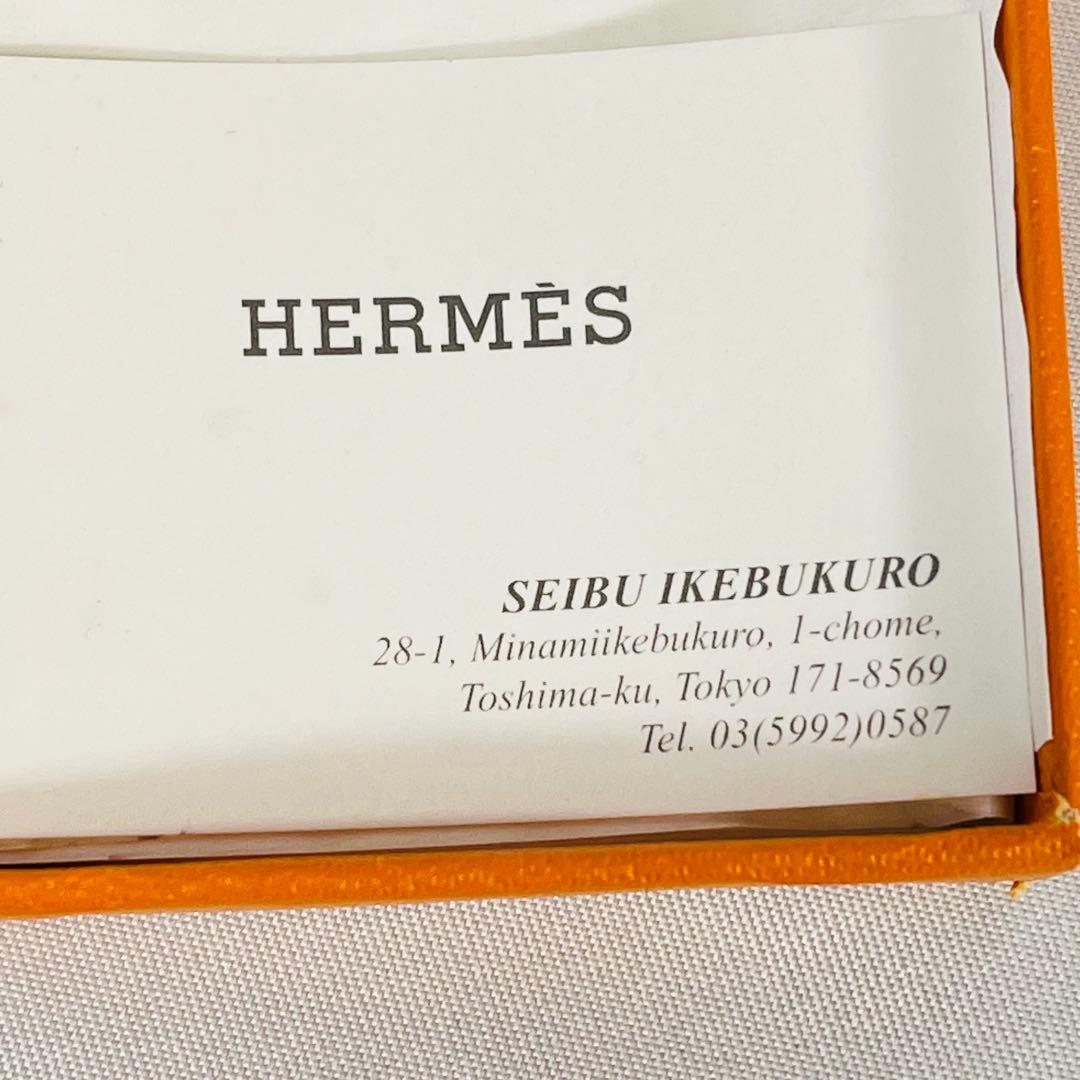 HERMÈS
SEIBU IKEBUKURO
28-1, Minamiikebukuro, 1-chome,
Toshima-ku, Tokyo 171-8569
Tel. 03(5992)0587